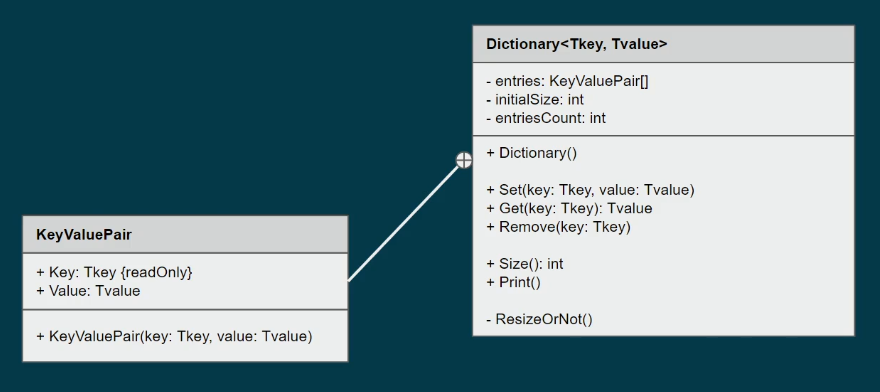 Dictionary<Tkey, Tvalue>
- entries: KeyValuePair[]
- initialSize: int
- entriesCount: int
+ Dictionary()
+ Set(key: Tkey, value: Tvalue)
+ Get(key: Tkey): Tvalue
+ Remove(key: Tkey)
+ Size(): int
+ Print()
- ResizeOrNot()
KeyValuePair
+ Key: Tkey {readOnly}
+ Value: Tvalue
+ KeyValuePair(key: Tkey, value: Tvalue)